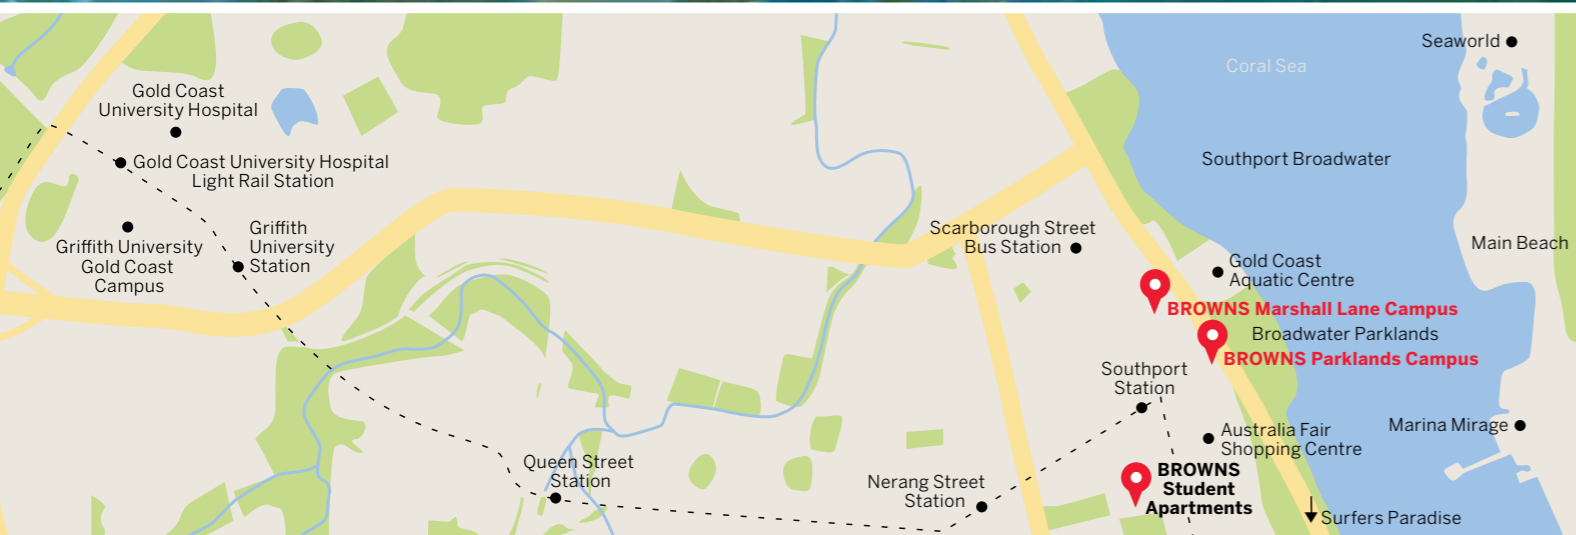 Seaworld
Coral Sea
Gold Coast
University Hospital
Gold Coast University Hospital
Light Rail Station
Southport Broadwater
Griffith University
Gold Coast
Campus
Griffith
University
Station
Scarborough Street
Bus Station
Main Beach
Gold Coast
Aquatic Centre
BROWNS Marshall Lane Campus
Broadwater Parklands
BROWNS Parklands Campus
Southport
Station
Australia Fair
Shopping Centre
Marina Mirage
Queen Street
Station
Nerang Street
Station
BROWNS
Student
Apartments
Surfers Paradise